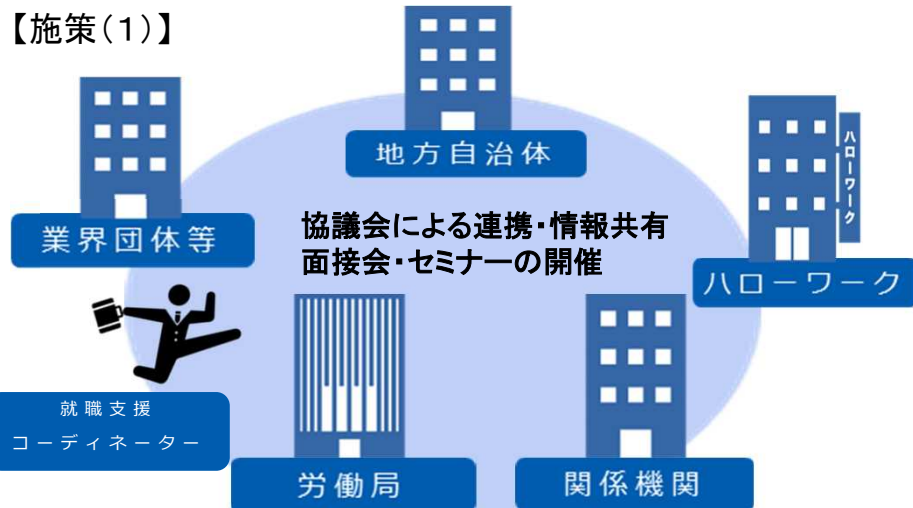 【施策(1)】
地方自治体
ハローワーク
業界団体等
協議会による連携・情報共有
面接会・セミナーの開催
ハローワーク
就職支援
コーディネーター
労働局
関係機関